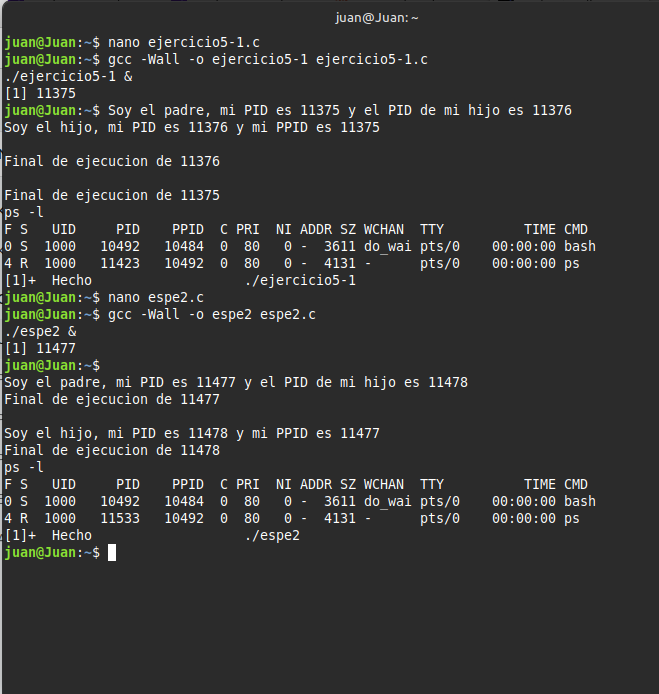 juan@Juan: ~
juan@Juan:~$ nano ejercicio5-1.c
juan@Juan:~$ gcc -Wall -o ejercicio5-1 ejercicio5-1.c
./ejercicio5-1 &
[1] 11375
juan@Juan:~$ Soy el padre, mi PID es 11375 y el PID de mi hijo es 11376
Soy el hijo, mi PID es 11376 y mi PPID es 11375
Final de ejecucion de 11376
Final de ejecucion de 11375
ps -l
F S   UID     PID    PPID  C PRI  NI ADDR SZ WCHAN  TTY          TIME CMD
0 S  1000   10492   10484  0  80   0 -  3611 do_wai pts/0    00:00:00 bash
4 R  1000   11423   10492  0  80   0 -  4131 -      pts/0    00:00:00 ps
[1]+  Hecho                   ./ejercicio5-1
juan@Juan:~$ nano espe2.c
juan@Juan:~$ gcc -Wall -o espe2 espe2.c
./espe2 &
[1] 11477
juan@Juan:~$
Soy el padre, mi PID es 11477 y el PID de mi hijo es 11478
Final de ejecucion de 11477
Soy el hijo, mi PID es 11478 y mi PPID es 11477
Final de ejecucion de 11478
ps -l
F S   UID     PID    PPID  C PRI  NI ADDR SZ WCHAN  TTY          TIME CMD
0 S  1000   10492   10484  0  80   0 -  3611 do_wai pts/0    00:00:00 bash
4 R  1000   11533   10492  0  80   0 -  4131 -      pts/0    00:00:00 ps
[1]+  Hecho                   ./espe2
juan@Juan:~$